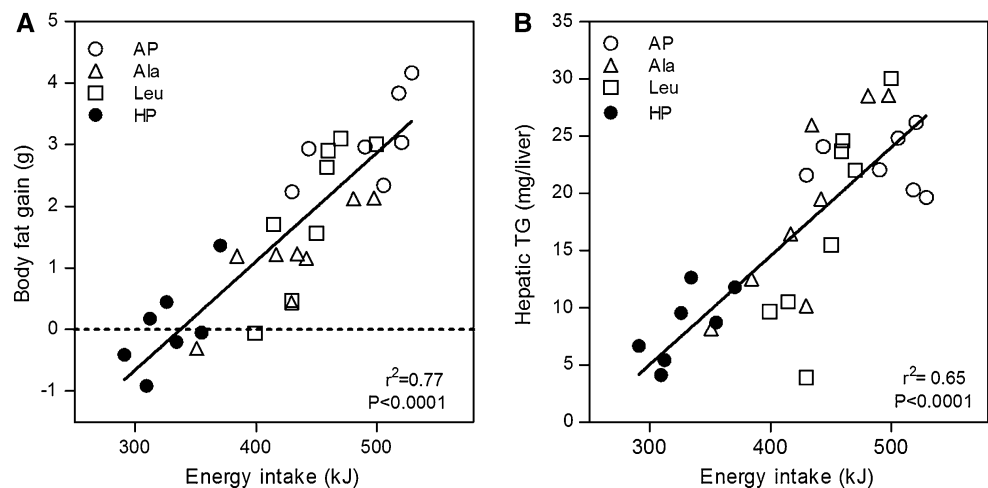 A
AP
Ala
Leu
HP
Body fat gain (g)
5
4
3
2
1
0
-1
r²=0.77
P<0.0001
300
400
500
Energy intake (kJ)
B
AP
Ala
Leu
HP
Hepatic TG (mg/liver)
35
30
25
20
15
10
5
0
r²= 0.65
P<0.0001
300
400
500
Energy intake (kJ)